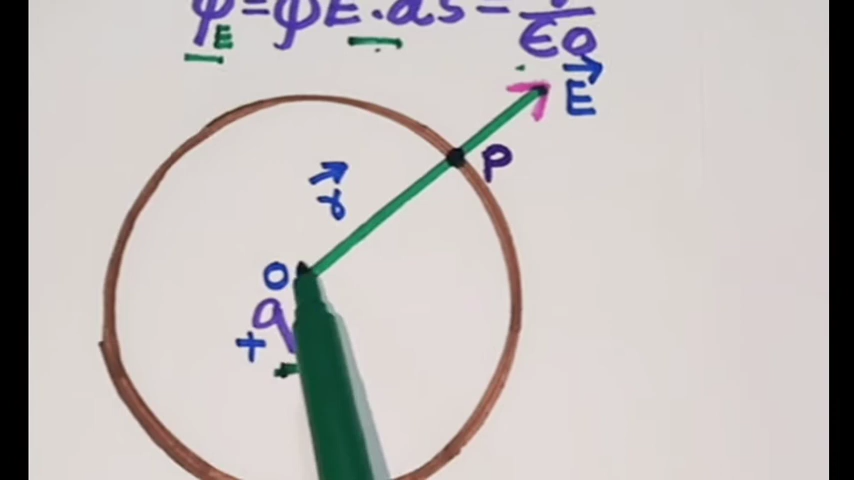 φE = ∮E.ds = q/ε0
E
P
r
O
q
+